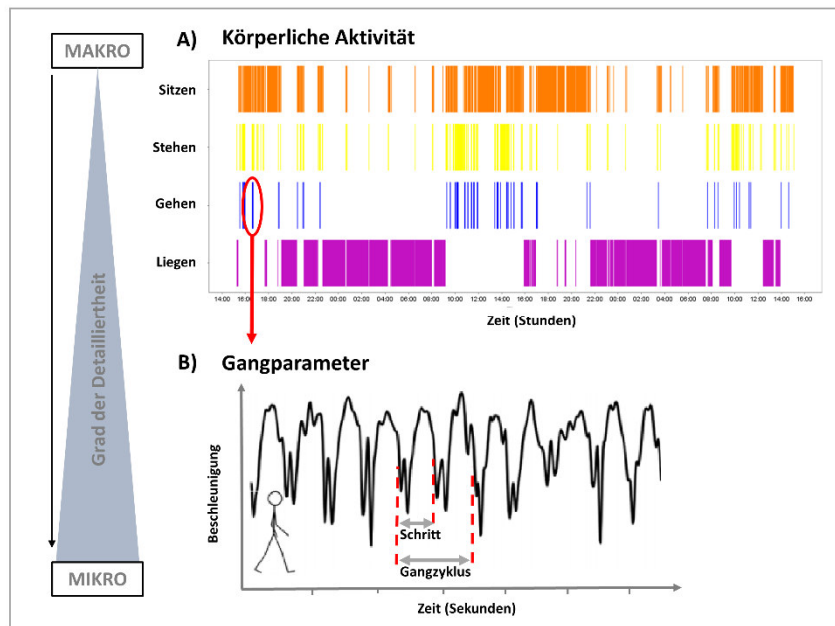 MAKRO
A) Körperliche Aktivität
Sitzen
Stehen
Gehen
Liegen
14:00 16:00 18:00 20:00 22:00 00:00 02:00 04:00 06:00 08:00 10:00 12:00 14:00 16:00 18:00 20:00 22:00 00:00 02:00 04:00 06:00 08:00 10:00 12:00 14:00 16:00
Zeit (Stunden)
Grad der Detailliertheit
B) Gangparameter
Beschleunigung
Schritt
Gangzyklus
MIKRO
Zeit (Sekunden)